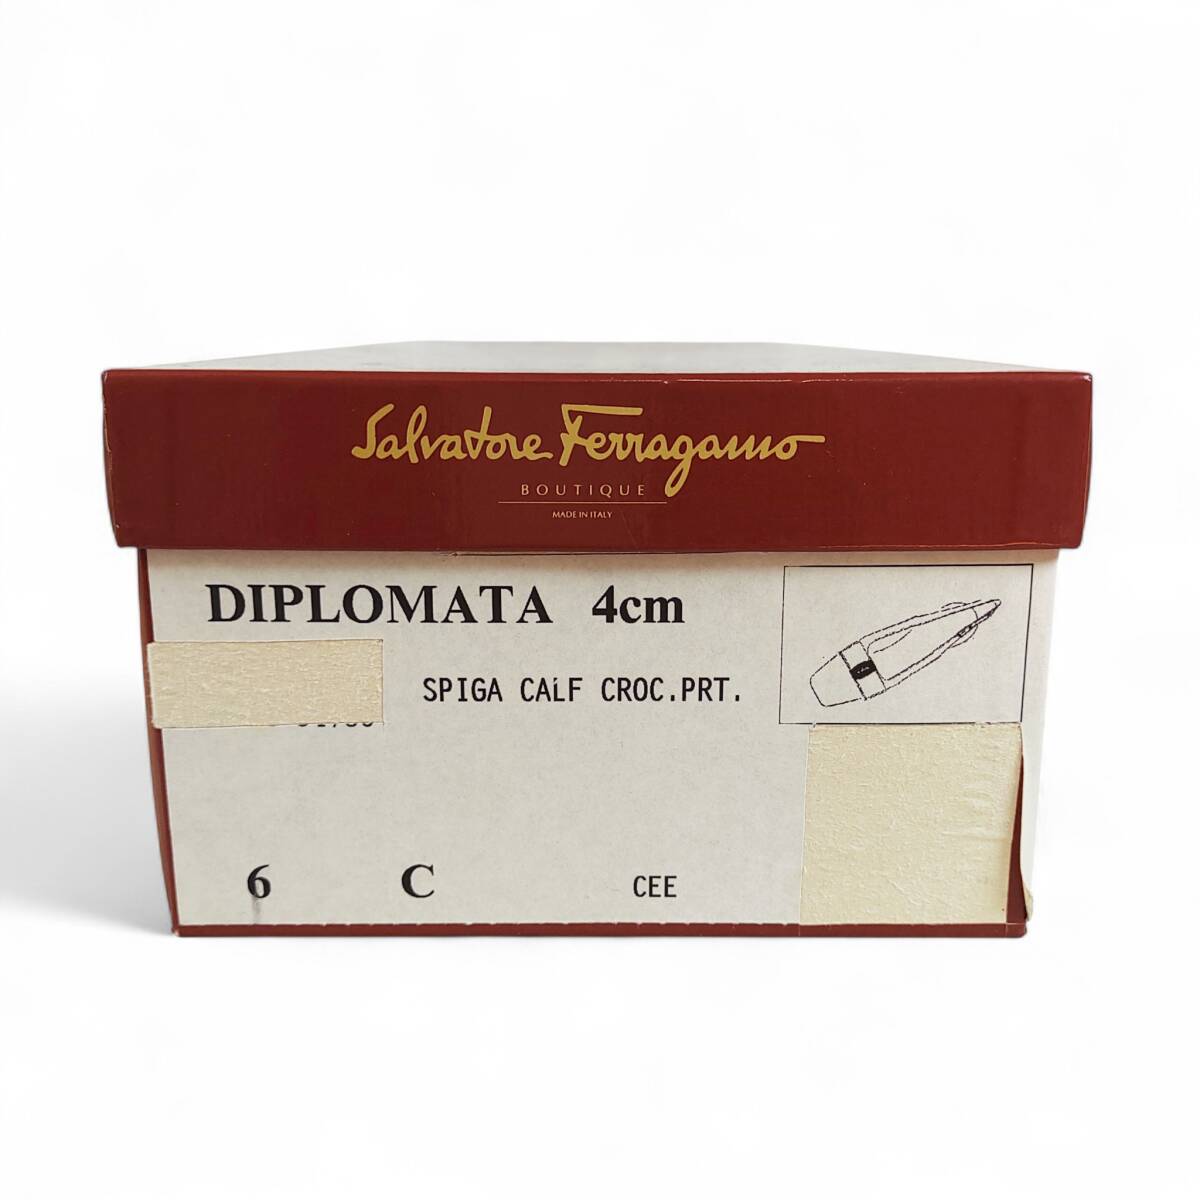 Salvatore Ferragamo
BOUTIQUE
MADE IN ITALY
DIPLOMATA 4cm
SPIGA CALF CROC.PRT.
6 C CEE